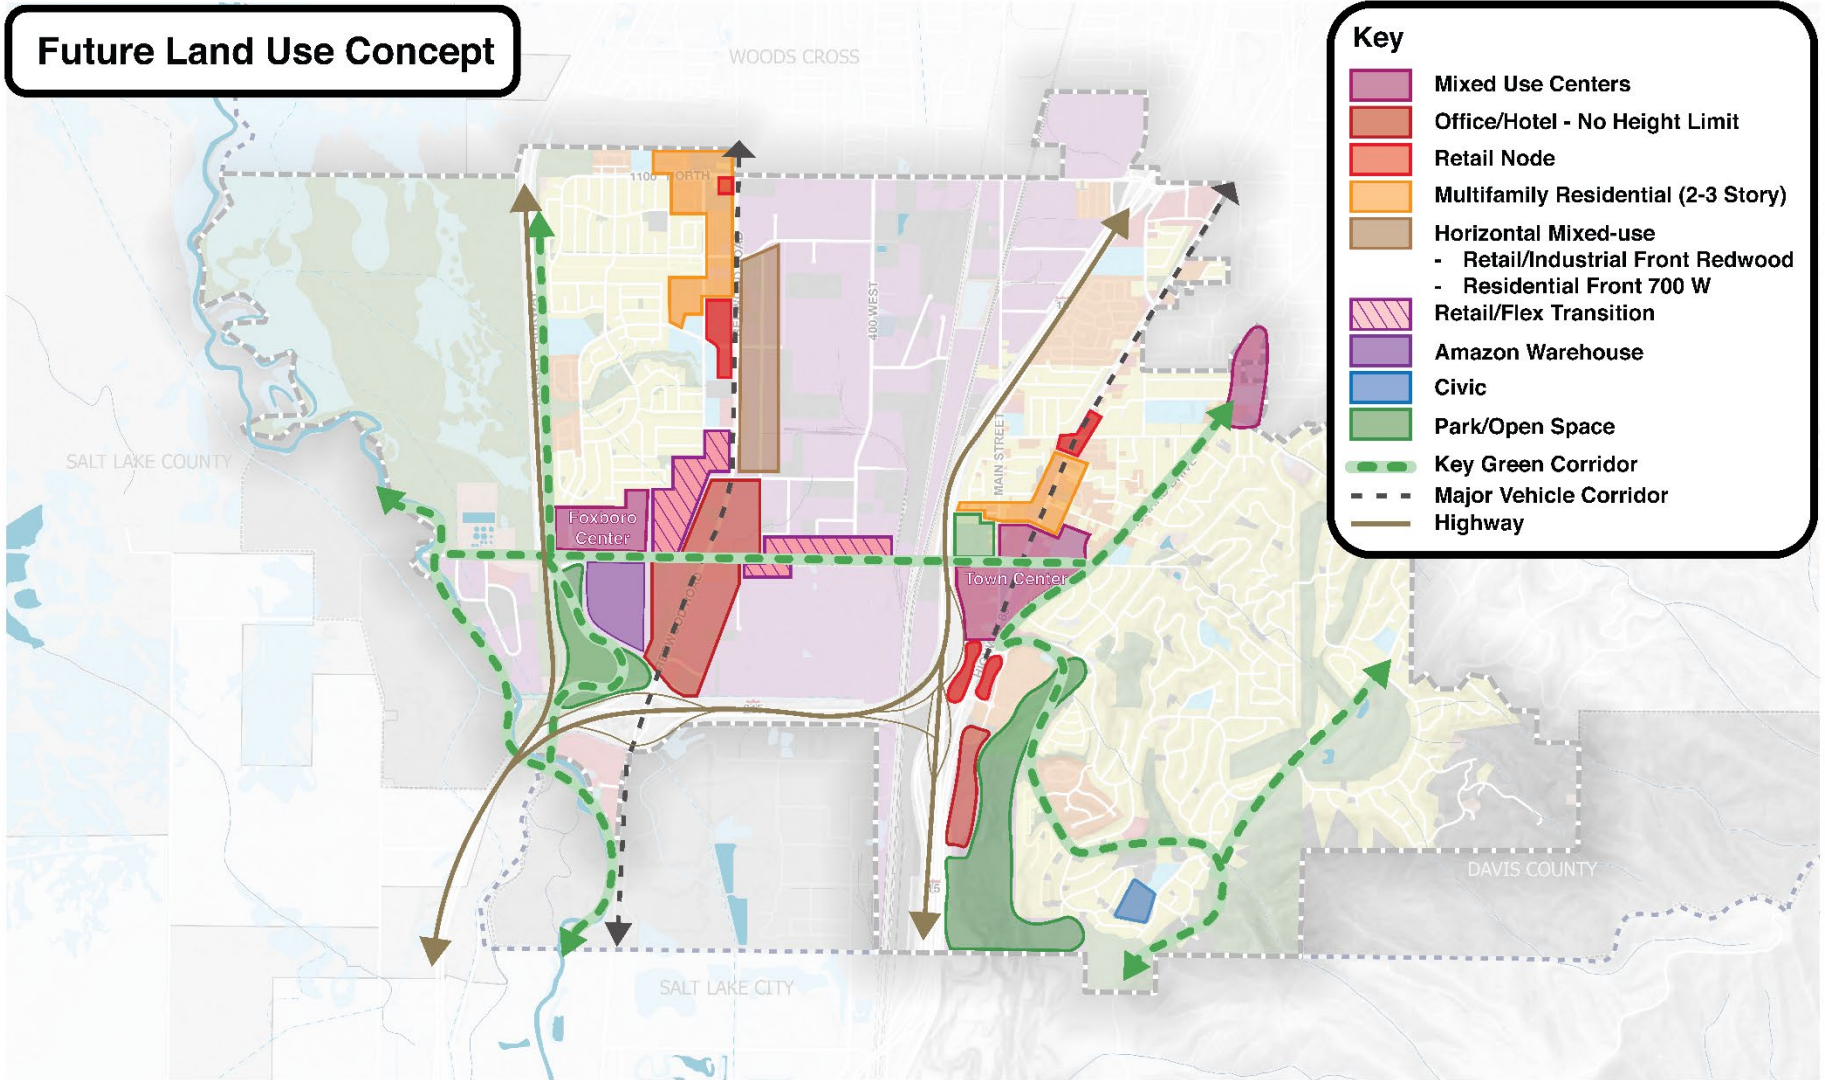 Future Land Use Concept
WOODS CROSS
Key
Mixed Use Centers
Office/Hotel - No Height Limit
Retail Node
Multifamily Residential (2-3 Story)
Horizontal Mixed-use
- Retail/Industrial Front Redwood
- Residential Front 700 W
Retail/Flex Transition
Amazon Warehouse
Civic
Park/Open Space
Key Green Corridor
Major Vehicle Corridor
Highway
1100 NORTH
400 WEST
MAIN STREET
SALT LAKE COUNTY
Foxboro
Center
Town Center
DAVIS COUNTY
SALT LAKE CITY